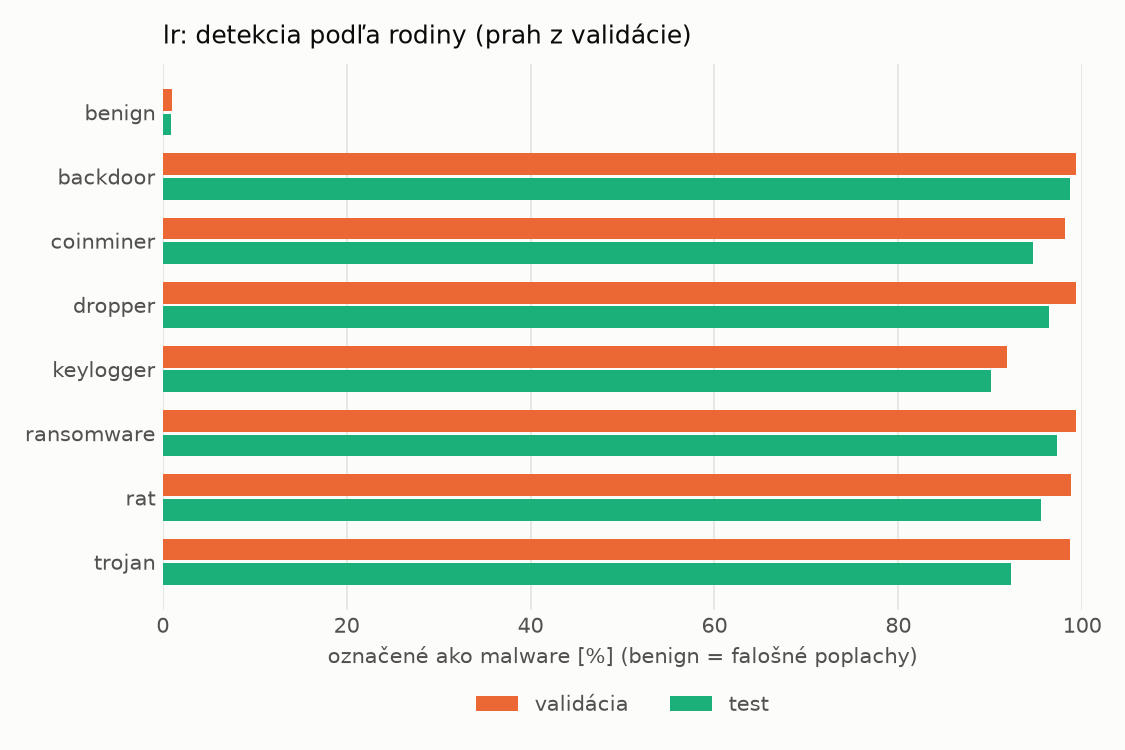 lr: detekcia podľa rodiny (prah z validácie)
benign
backdoor
coinminer
dropper
keylogger
ransomware
rat
trojan
0 20 40 60 80 100
označené ako malware [%] (benign = falošné poplachy)
validácia test